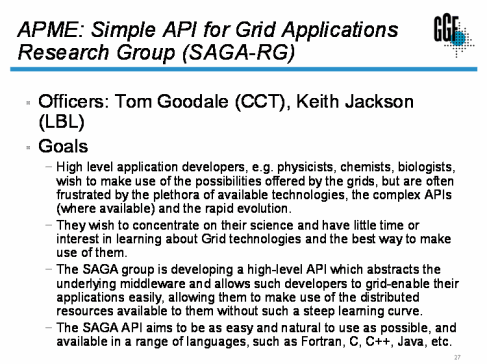 APME: Simple API for Grid Applications
Research Group (SAGA-RG)
GGF
Officers: Tom Goodale (CCT), Keith Jackson
(LBL)
Goals
– High level application developers, e.g. physicists, chemists, biologists,
wish to make use of the possibilities offered by the grids, but are often
frustrated by the plethora of available technologies, the complex APIs
(where available) and the rapid evolution.
– They wish to concentrate on their science and have little time or
interest in learning about Grid technologies and the best way to make
use of them.
– The SAGA group is developing a high-level API which abstracts the
underlying middleware and allows such developers to grid-enable their
applications easily, allowing them to make use of the distributed
resources available to them without such a steep learning curve.
– The SAGA API aims to be as easy and natural to use as possible, and
available in a range of languages, such as Fortran, C, C++, Java, etc.
27